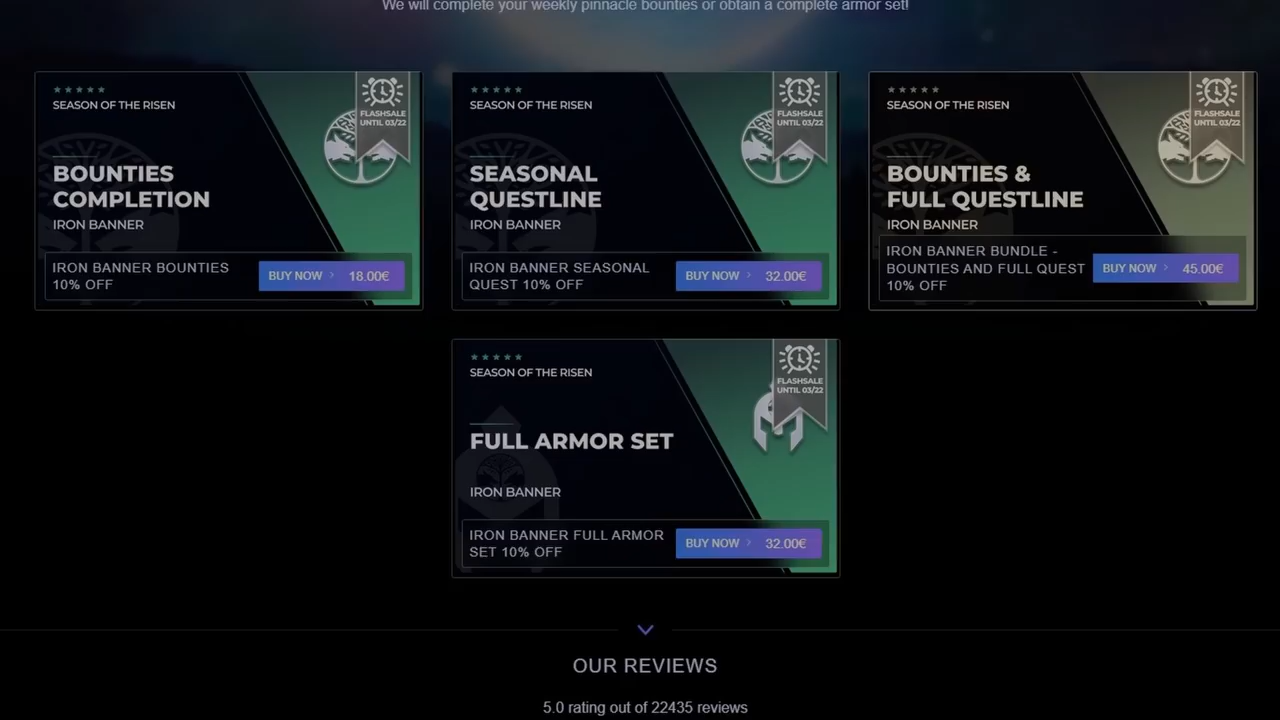 We will complete your weekly pinnacle bounties or obtain a complete armor set!
SEASON OF THE RISEN
FLASHSALE
UNTIL 03/22
BOUNTIES
COMPLETION
IRON BANNER
IRON BANNER BOUNTIES
10% OFF
BUY NOW › 18.00€
SEASON OF THE RISEN
FLASHSALE
UNTIL 03/22
SEASONAL
QUESTLINE
IRON BANNER
IRON BANNER SEASONAL
QUEST 10% OFF
BUY NOW › 32.00€
SEASON OF THE RISEN
FLASHSALE
UNTIL 03/22
BOUNTIES &
FULL QUESTLINE
IRON BANNER
IRON BANNER BUNDLE -
BOUNTIES AND FULL QUEST
10% OFF
BUY NOW › 45.00€
SEASON OF THE RISEN
FLASHSALE
UNTIL 03/22
FULL ARMOR SET
IRON BANNER
IRON BANNER FULL ARMOR
SET 10% OFF
BUY NOW › 32.00€
OUR REVIEWS
5.0 rating out of 22435 reviews